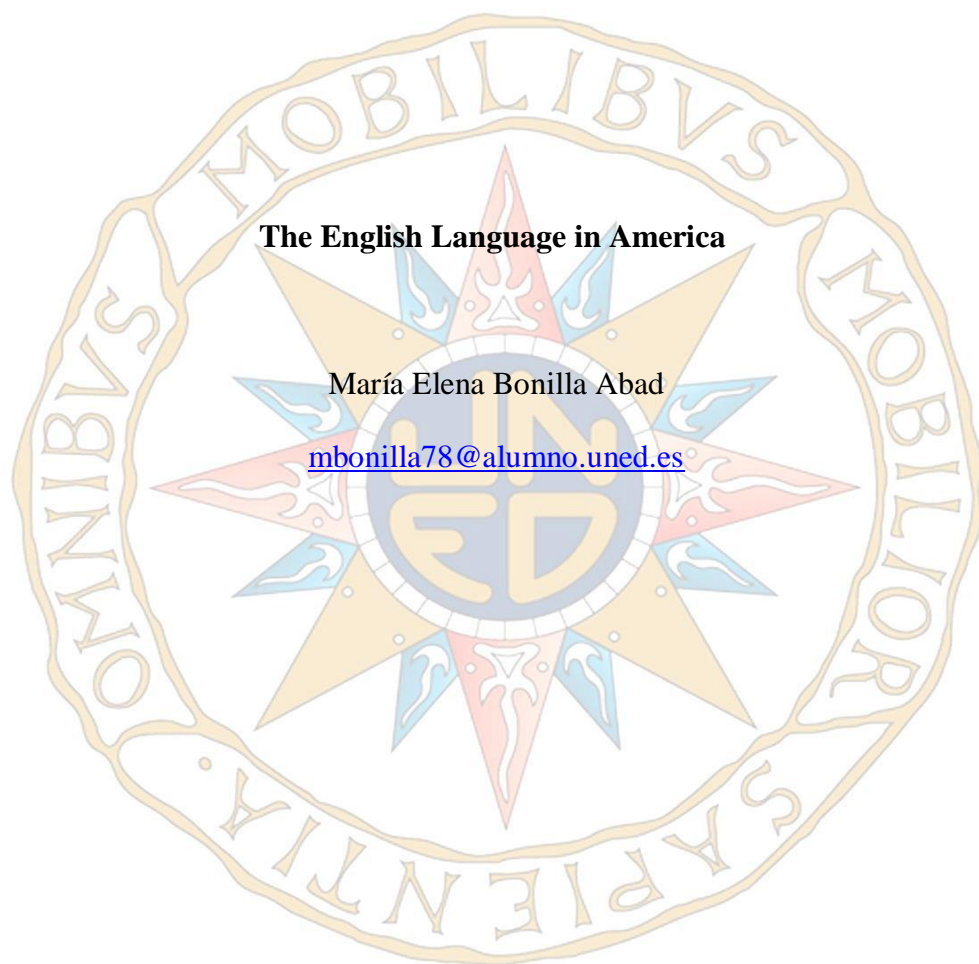 OMNIBVS MOBILIBVS MOBILIOR SAPIENTIA.
The English Language in America
María Elena Bonilla Abad
mbonilla78@alumno.uned.es
UNED